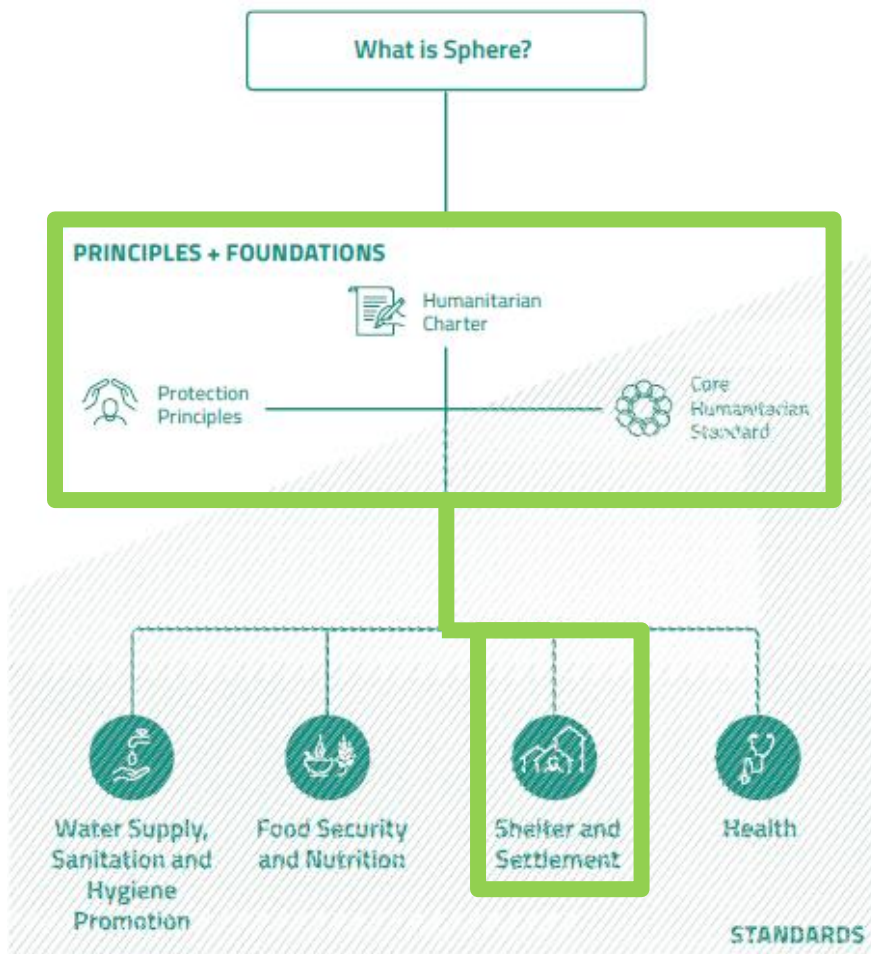 What is Sphere?
PRINCIPLES + FOUNDATIONS
Humanitarian
Charter
Protection
Principles
Core
Humanitarian
Standard
Water Supply,
Sanitation and
Hygiene
Promotion
Food Security
and Nutrition
Shelter and
Settlement
Health
STANDARDS